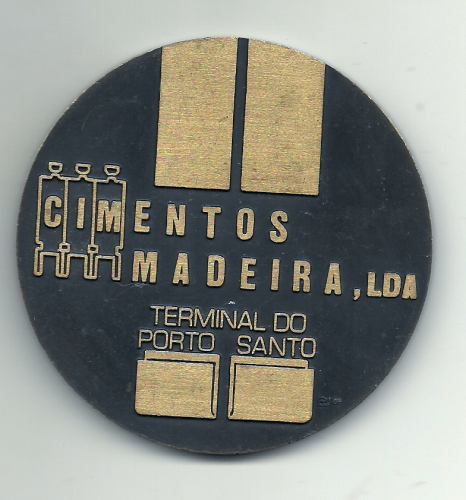 CIMENTOS
MADEIRA, LDA
TERMINAL DO
PORTO SANTO